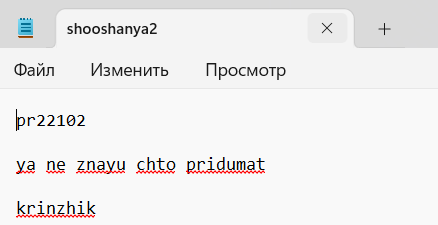 shooshanya2
Файл Изменить Просмотр
pr22102
ya ne znayu chto pridumat
krinzhik